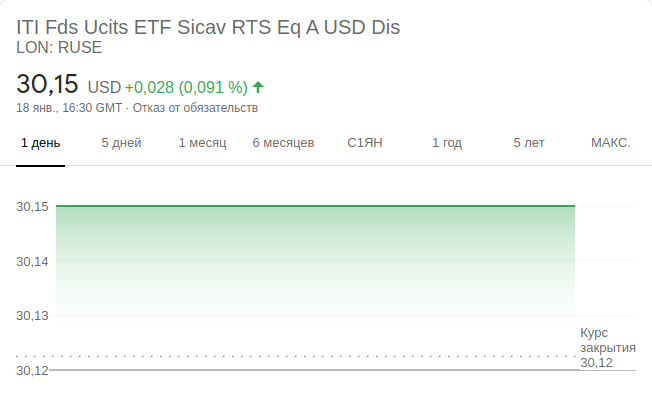 ITI Fds Ucits ETF Sicav RTS Eq A USD Dis
LON: RUSE
30,15 USD +0,028 (0,091 %)
18 янв., 16:30 GMT · Отказ от обязательств
1 день 5 дней 1 месяц 6 месяцев С1ЯН 1 год 5 лет МАКС.
30,15
30,14
30,13
Курс
закрытия
30,12
30,12